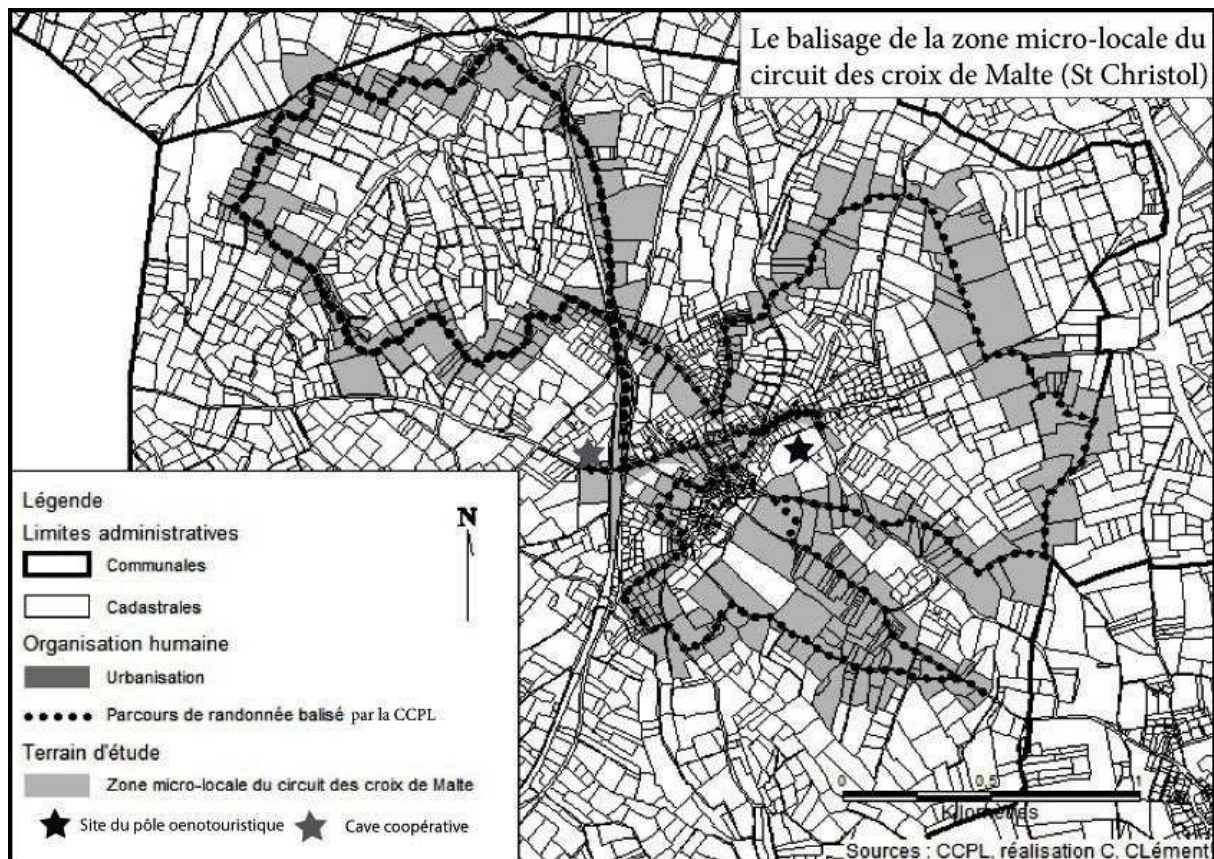 Le balisage de la zone micro-locale du
circuit des croix de Malte (St Christol)
Légende
Limites administratives
Communales
Cadastrales
Organisation humaine
Urbanisation
Parcours de randonnée balisé par la CCPL
Terrain d'étude
Zone micro-locale du circuit des croix de Malte
Site du pôle oenotouristique
Cave coopérative
N
0 0,5 1
Kilomètres
Sources : CCPL, réalisation C. CLément